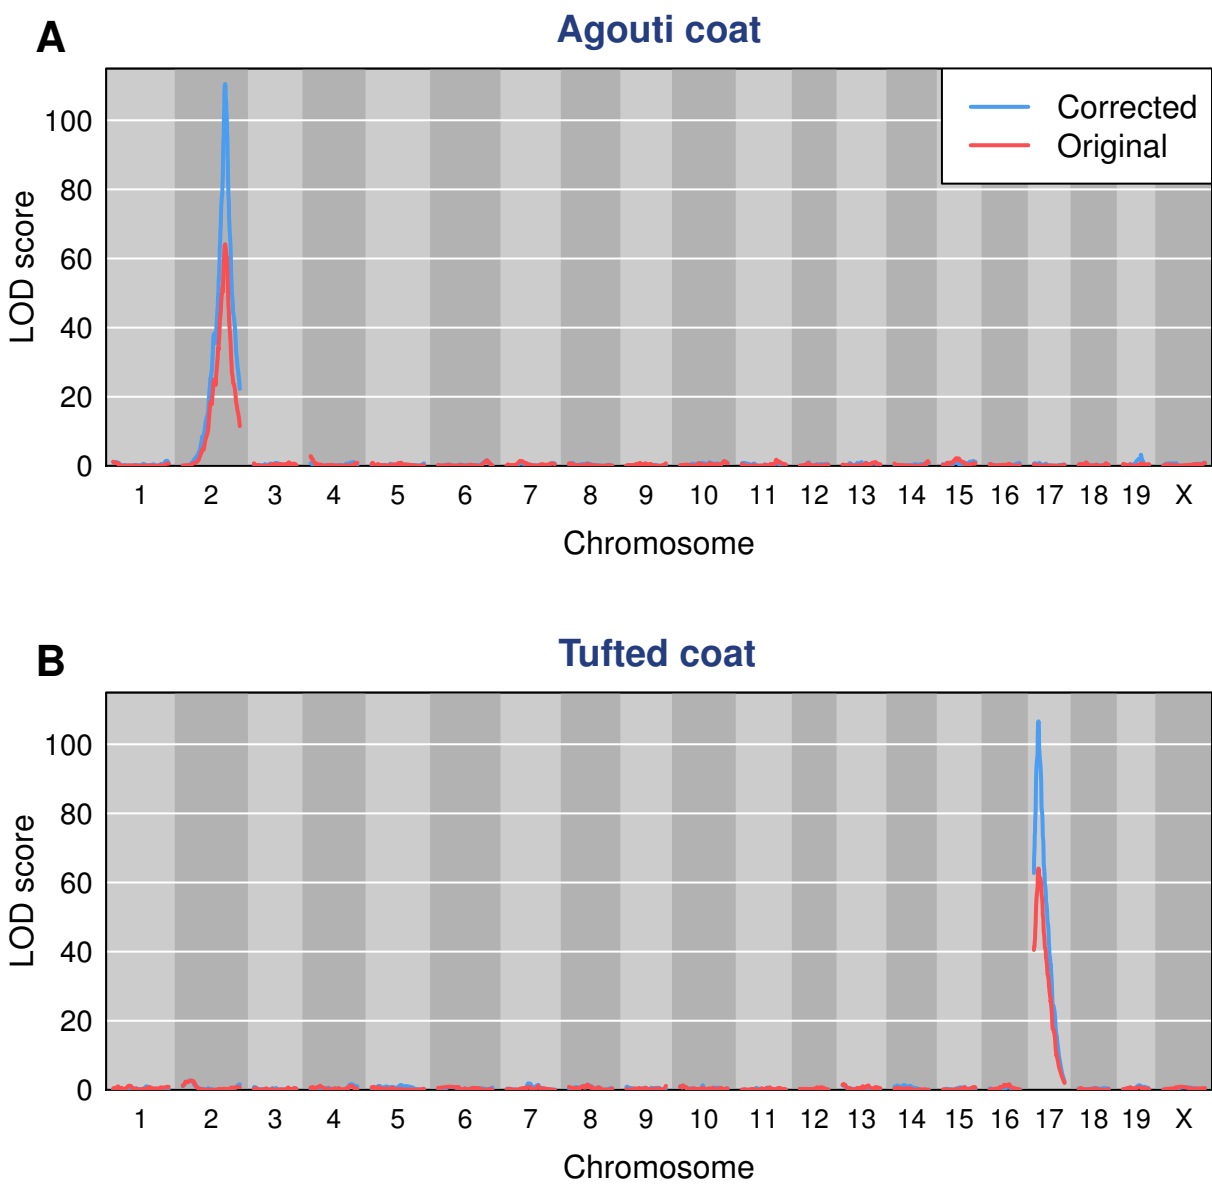 A
Agouti coat
Corrected
Original
LOD score
100
80
60
40
20
0
1 2 3 4 5 6 7 8 9 10 11 12 13 14 15 16 17 18 19 X
Chromosome
B
Tufted coat
LOD score
100
80
60
40
20
0
1 2 3 4 5 6 7 8 9 10 11 12 13 14 15 16 17 18 19 X
Chromosome